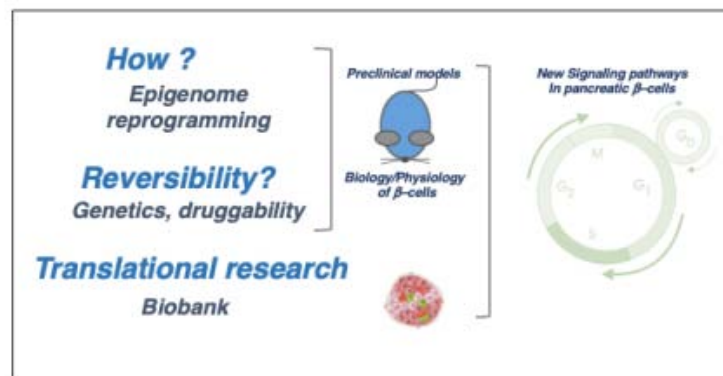 How ?
Epigenome
reprogramming
Reversibility?
Genetics, druggability
Translational research
Biobank
Preclinical models
Biology/Physiology
of β-cells
New Signaling pathways
In pancreatic β-cells
G0
M
G2
G1
S